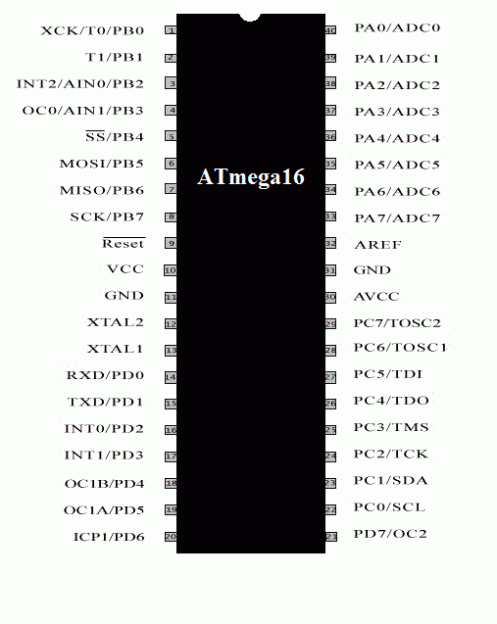 XCK/T0/PB0 1 40 PA0/ADC0
T1/PB1 2 39 PA1/ADC1
INT2/AIN0/PB2 3 38 PA2/ADC2
OC0/AIN1/PB3 4 37 PA3/ADC3
SS/PB4 5 36 PA4/ADC4
MOSI/PB5 6 35 PA5/ADC5
ATmega16
MISO/PB6 7 34 PA6/ADC6
SCK/PB7 8 33 PA7/ADC7
Reset 9 32 AREF
VCC 10 31 GND
GND 11 30 AVCC
XTAL2 12 29 PC7/TOSC2
XTAL1 13 28 PC6/TOSC1
RXD/PD0 14 27 PC5/TDI
TXD/PD1 15 26 PC4/TDO
INT0/PD2 16 25 PC3/TMS
INT1/PD3 17 24 PC2/TCK
OC1B/PD4 18 23 PC1/SDA
OC1A/PD5 19 22 PC0/SCL
ICP1/PD6 20 21 PD7/OC2